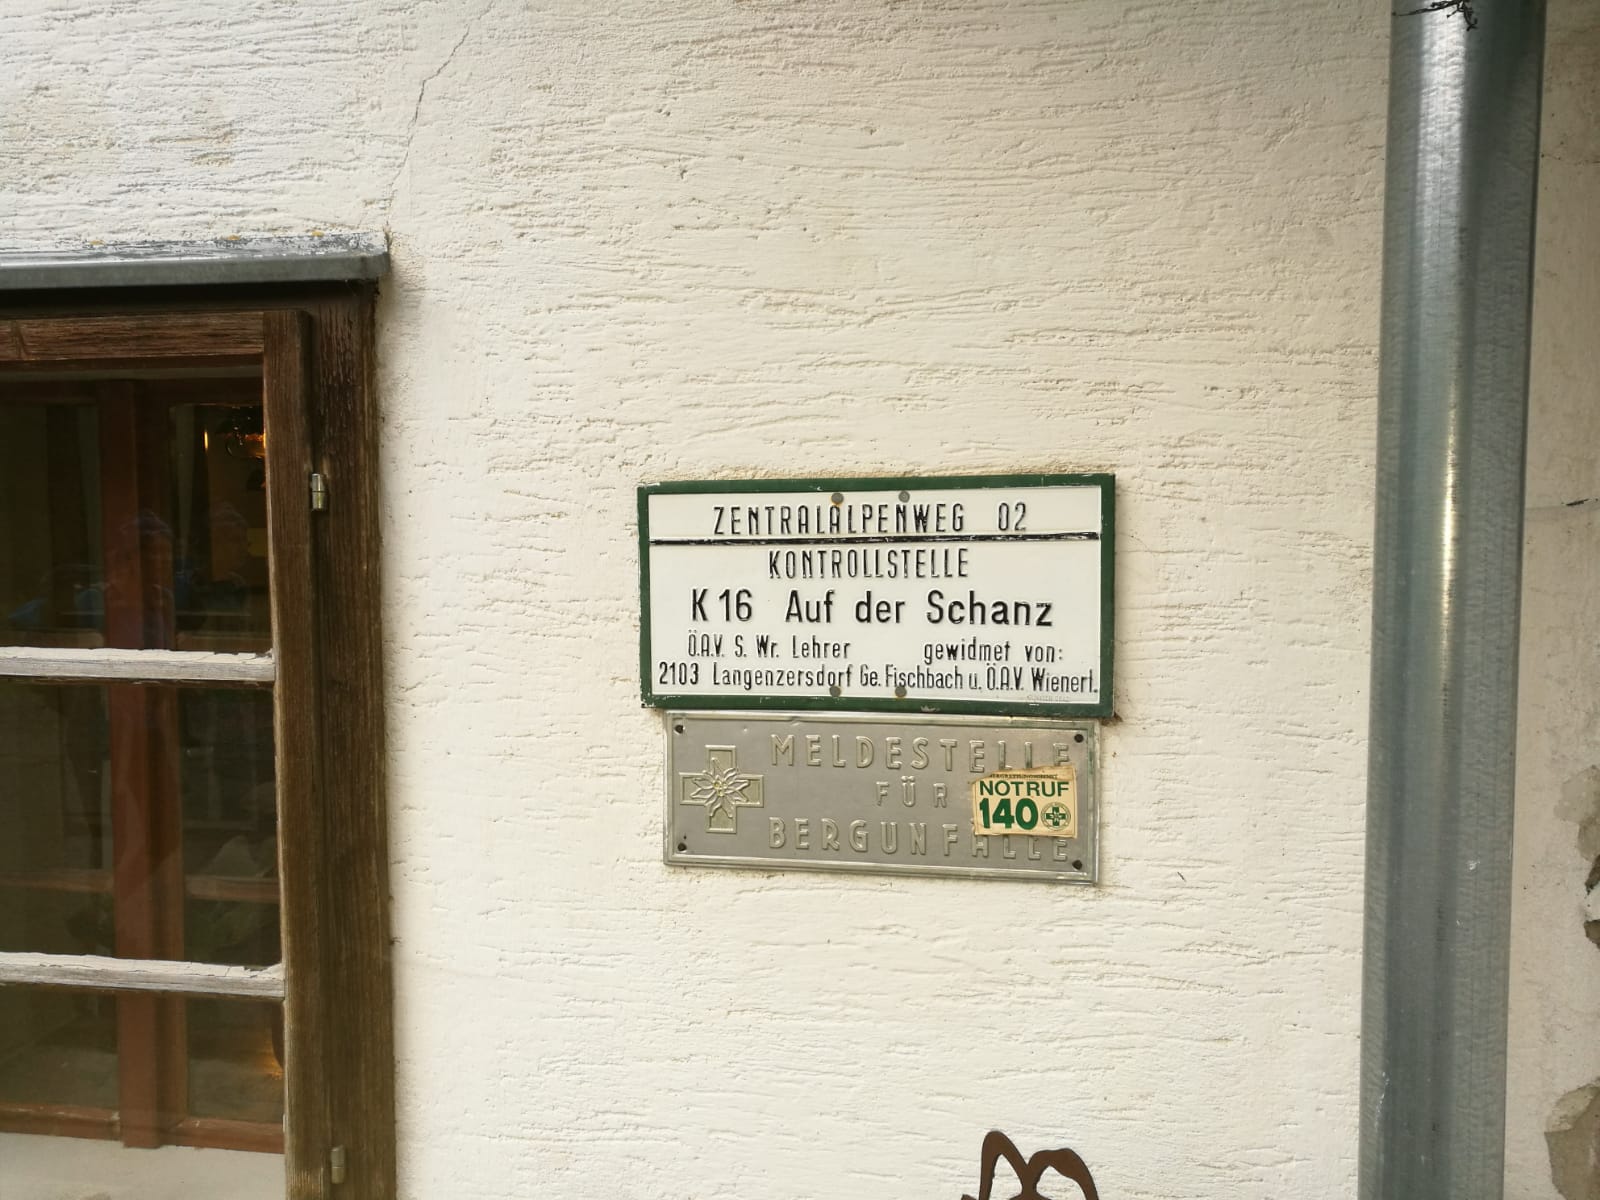 ZENTRALALPENWEG 02
KONTROLLSTELLE
K 16 Auf der Schanz
Ö.A.V. S. Wr. Lehrer gewidmet von:
2103 Langenzersdorf Ge. Fischbach u. Ö.A.V. Wienert.
MELDESTELLE
FÜR
BERGUNFÄLLE
NOTRUF
140